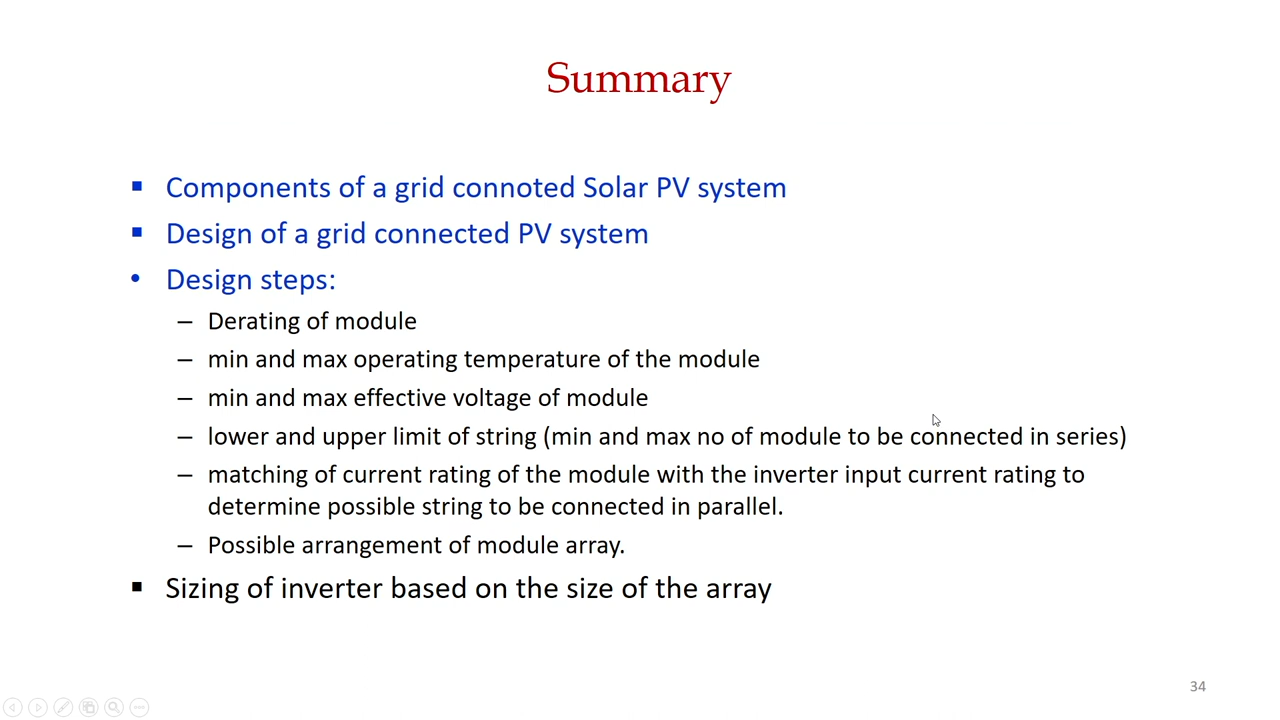 Summary
▪ Components of a grid connoted Solar PV system
▪ Design of a grid connected PV system
• Design steps:
– Derating of module
– min and max operating temperature of the module
– min and max effective voltage of module
– lower and upper limit of string (min and max no of module to be connected in series)
– matching of current rating of the module with the inverter input current rating to
determine possible string to be connected in parallel.
– Possible arrangement of module array.
▪ Sizing of inverter based on the size of the array
34